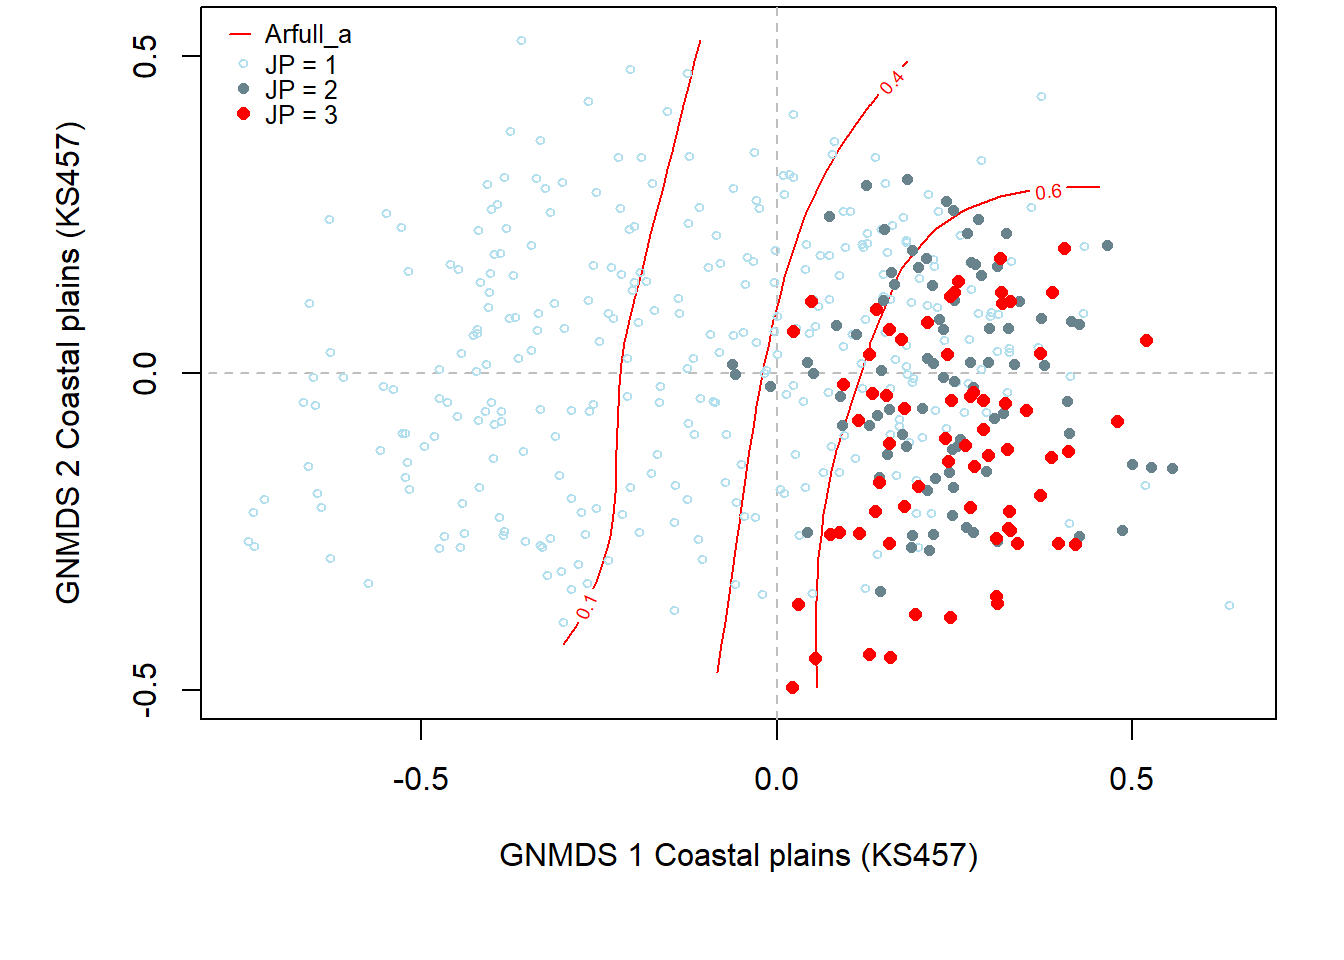 Arfull_a
JP = 1
JP = 2
JP = 3
0.4
0.6
0.1
0.5
0.0
-0.5
GNMDS 2 Coastal plains (KS457)
-0.5
0.0
0.5
GNMDS 1 Coastal plains (KS457)